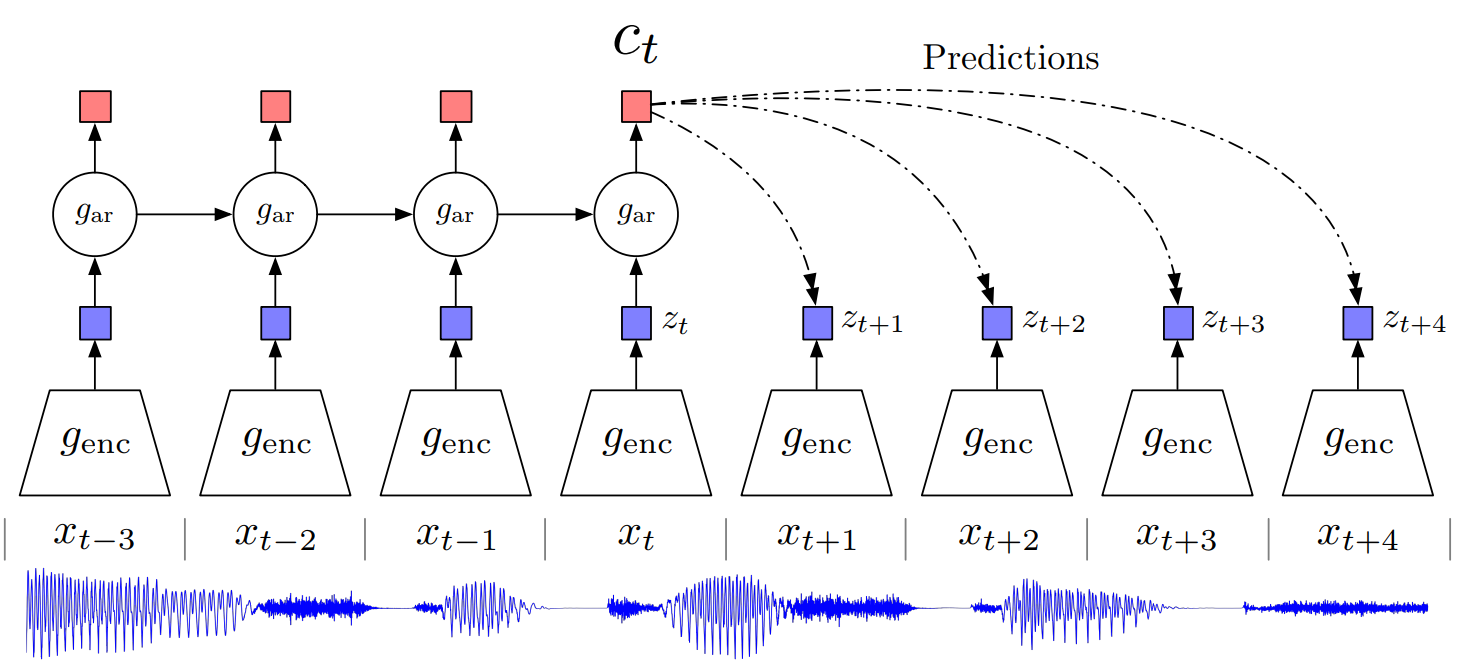 c_t
Predictions
g_ar g_ar g_ar g_ar
z_t z_{t+1} z_{t+2} z_{t+3} z_{t+4}
g_enc g_enc g_enc g_enc g_enc g_enc g_enc g_enc
x_{t−3} x_{t−2} x_{t−1} x_t x_{t+1} x_{t+2} x_{t+3} x_{t+4}